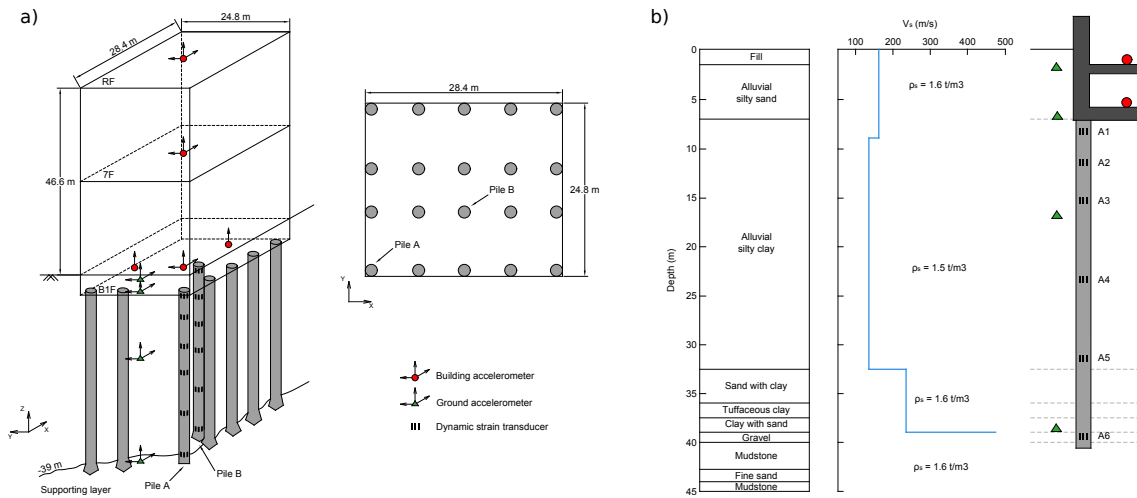 a)
24.8 m
28.4 m
RF
46.6 m
7F
B1F
Z
Y
X
-39 m
Supporting layer
Pile A
Pile B
28.4 m
24.8 m
Pile B
Pile A
Y
X
Building accelerometer
Ground accelerometer
Dynamic strain transducer
b)
Vs (m/s)
100 200 300 400 500
Depth (m)
0
5
10
15
20
25
30
35
40
45
Fill
Alluvial
silty sand
Alluvial
silty clay
Sand with clay
Tuffaceous clay
Clay with sand
Gravel
Mudstone
Fine sand
Mudstone
ρs = 1.6 t/m3
ρs = 1.5 t/m3
ρs = 1.6 t/m3
ρs = 1.6 t/m3
A1
A2
A3
A4
A5
A6